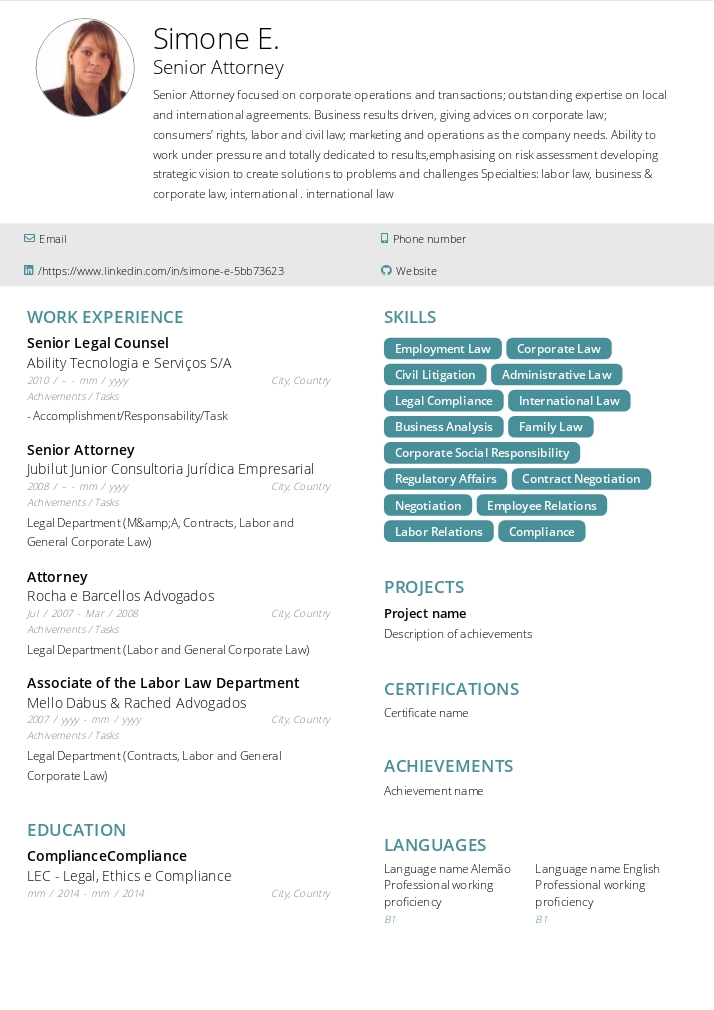 Simone E.
Senior Attorney
Senior Attorney focused on corporate operations and transactions; outstanding expertise on local
and international agreements. Business results driven, giving advices on corporate law;
consumers’ rights, labor and civil law; marketing and operations as the company needs. Ability to
work under pressure and totally dedicated to results,emphasising on risk assessment developing
strategic vision to create solutions to problems and challenges Specialties: labor law, business &
corporate law, international . international law
Email
Phone number
/https://www.linkedin.com/in/simone-e-5bb73623
Website
WORK EXPERIENCE
Senior Legal Counsel
Ability Tecnologia e Serviços S/A
2010 / – - mm / yyyy City, Country
Achivements / Tasks
- Accomplishment/Responsability/Task
Senior Attorney
Jubilut Junior Consultoria Jurídica Empresarial
2008 / – - mm / yyyy City, Country
Achivements / Tasks
Legal Department (M&amp;A, Contracts, Labor and
General Corporate Law)
Attorney
Rocha e Barcellos Advogados
Jul / 2007 - Mar / 2008 City, Country
Achivements / Tasks
Legal Department (Labor and General Corporate Law)
Associate of the Labor Law Department
Mello Dabus & Rached Advogados
2007 / yyyy - mm / yyyy City, Country
Achivements / Tasks
Legal Department (Contracts, Labor and General
Corporate Law)
EDUCATION
ComplianceCompliance
LEC - Legal, Ethics e Compliance
mm / 2014 - mm / 2014 City, Country
SKILLS
Employment Law Corporate Law
Civil Litigation Administrative Law
Legal Compliance International Law
Business Analysis Family Law
Corporate Social Responsibility
Regulatory Affairs Contract Negotiation
Negotiation Employee Relations
Labor Relations Compliance
PROJECTS
Project name
Description of achievements
CERTIFICATIONS
Certificate name
ACHIEVEMENTS
Achievement name
LANGUAGES
Language name Alemão
Professional working
proficiency
B1
Language name English
Professional working
proficiency
B1